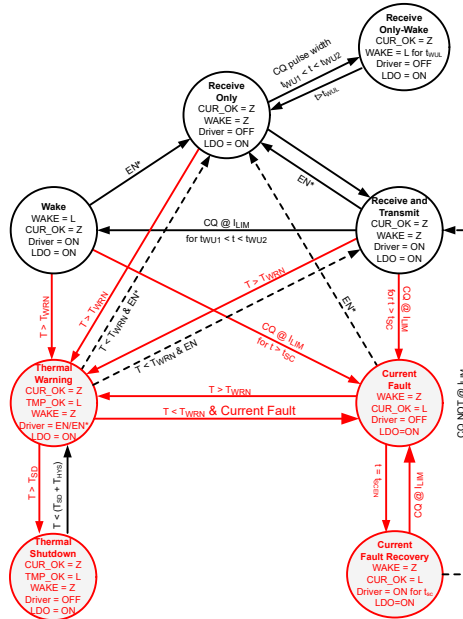 Receive
Only-Wake
CUR_OK = Z
WAKE = L for tWUL
Driver = OFF
LDO = ON
CQ pulse width
tWU1 < t < tWU2
t>tWUL
Receive
Only
CUR_OK = Z
WAKE = Z
Driver = OFF
LDO = ON
EN*
EN*
Wake
WAKE = L
CUR_OK = Z
Driver = ON
LDO = ON
CQ @ ILIM
for tWU1 < t < tWU2
Receive and
Transmit
CUR_OK = Z
WAKE = Z
Driver = ON
LDO = ON
T > TWRN
T > TWRN
T < TWRN & EN*
T > TWRN
T < TWRN & EN
CQ @ ILIM
for t > tSC
EN*
CQ @ ILIM
for t > tSC
CQ NOT @ ILIM
Thermal
Warning
CUR_OK = Z
TMP_OK = L
WAKE = Z
Driver = EN/EN*
LDO = ON
T > TWRN
T < TWRN & Current Fault
Current
Fault
WAKE = Z
CUR_OK = L
Driver = OFF
LDO=ON
T > TSD
T < (TSD + THYS)
t = tSCEN
CQ @ ILIM
Thermal
Shutdown
CUR_OK = Z
TMP_OK = L
WAKE = Z
Driver = OFF
LDO = ON
Current
Fault Recovery
WAKE = Z
CUR_OK = L
Driver = ON for tsc
LDO=ON